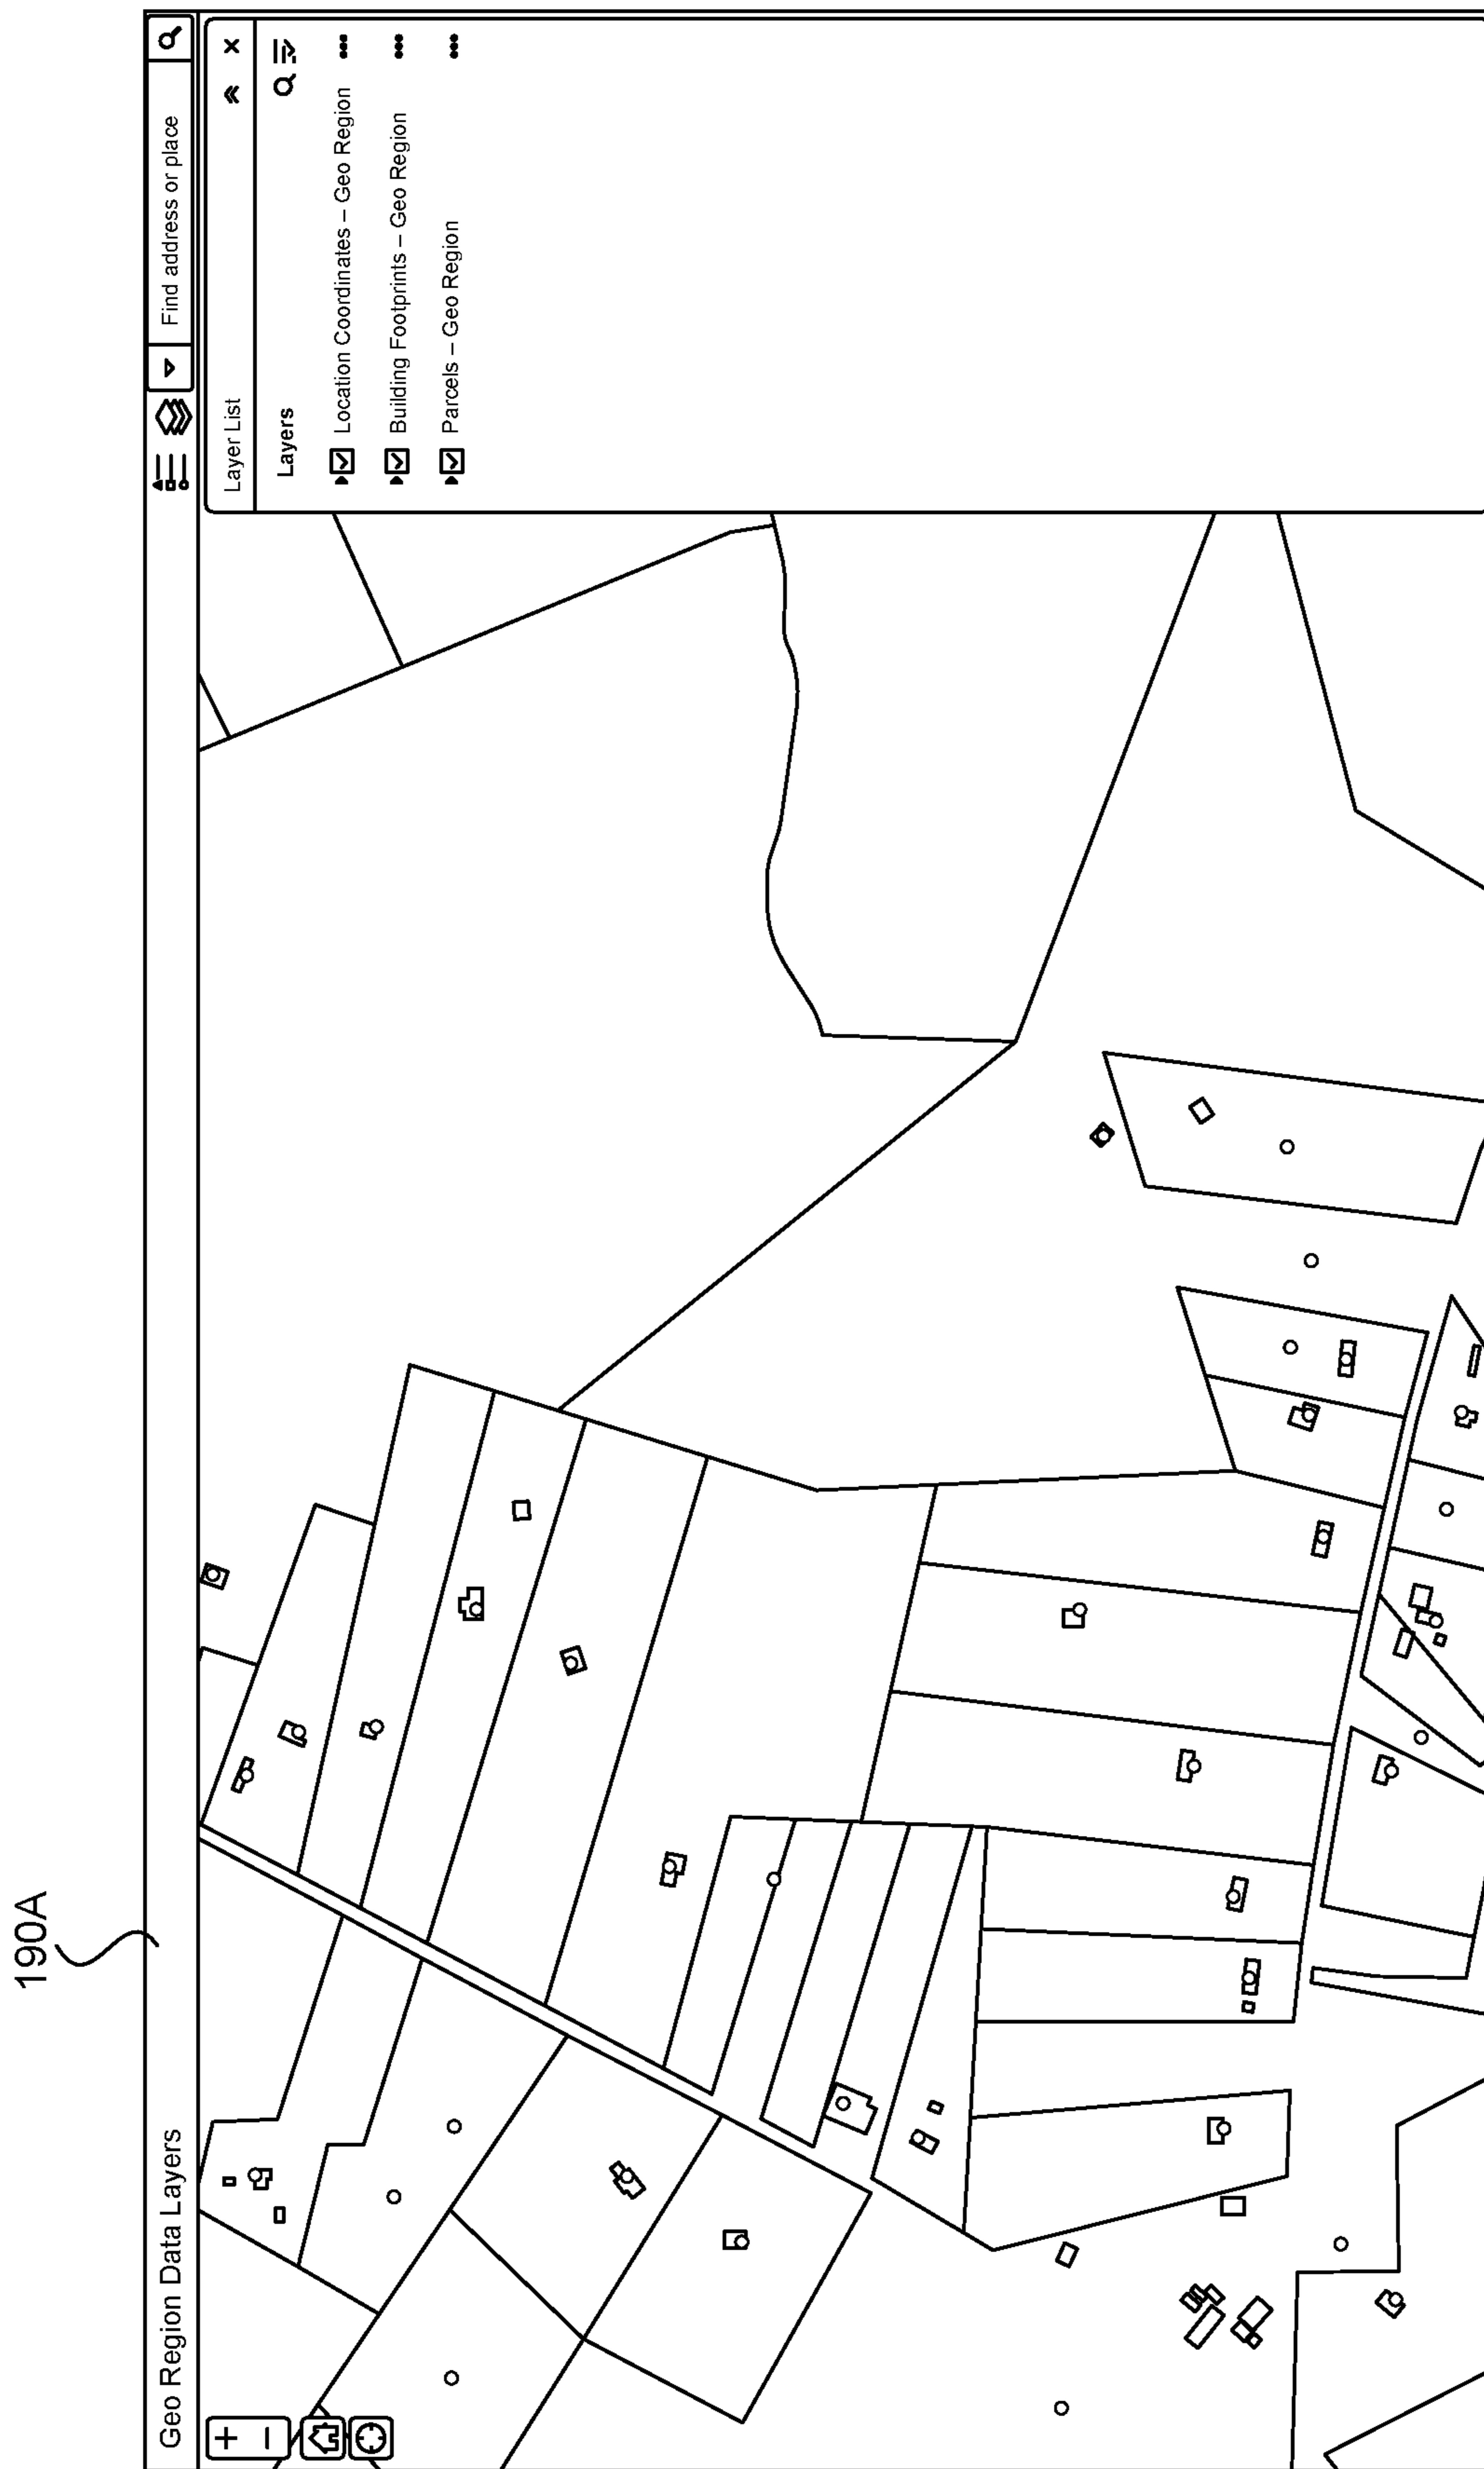 190A
Geo Region Data Layers
Find address or place
Layer List
Layers
Location Coordinates – Geo Region
Building Footprints – Geo Region
Parcels – Geo Region